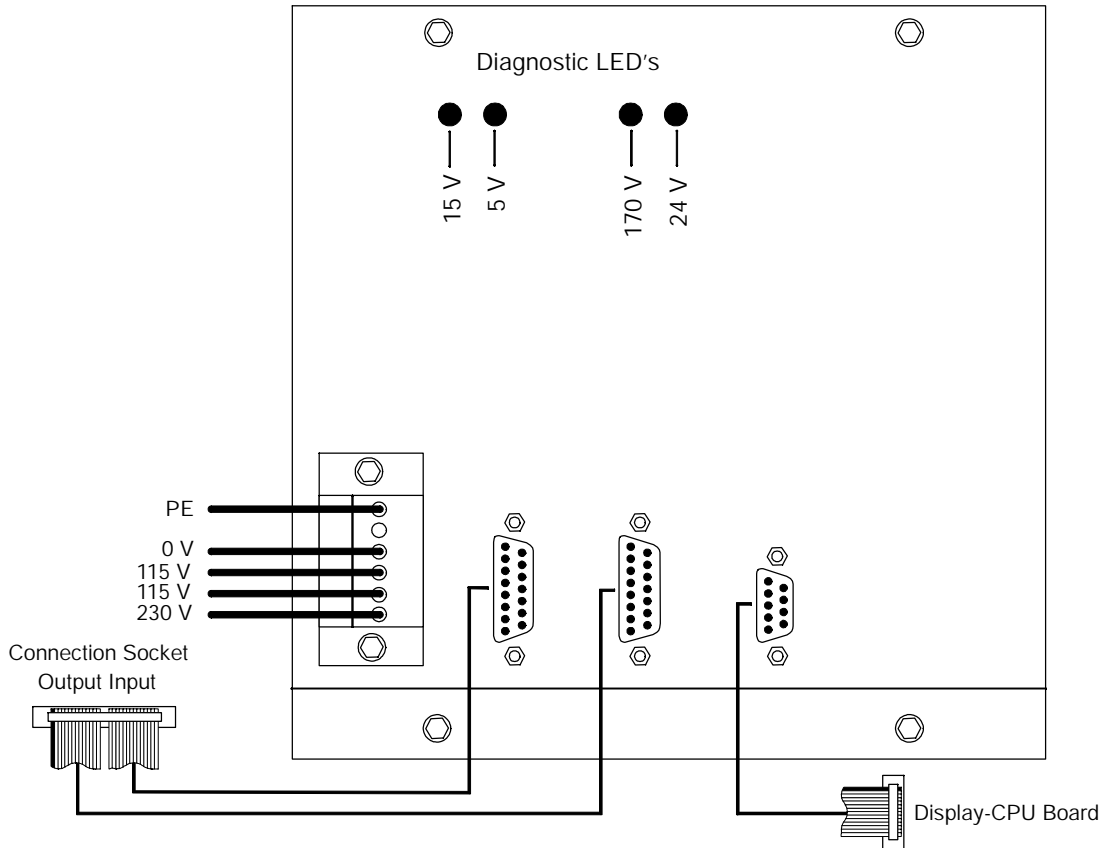 Diagnostic LED's
15 V
5 V
170 V
24 V
PE
0 V
115 V
115 V
230 V
Connection Socket
Output Input
Display-CPU Board